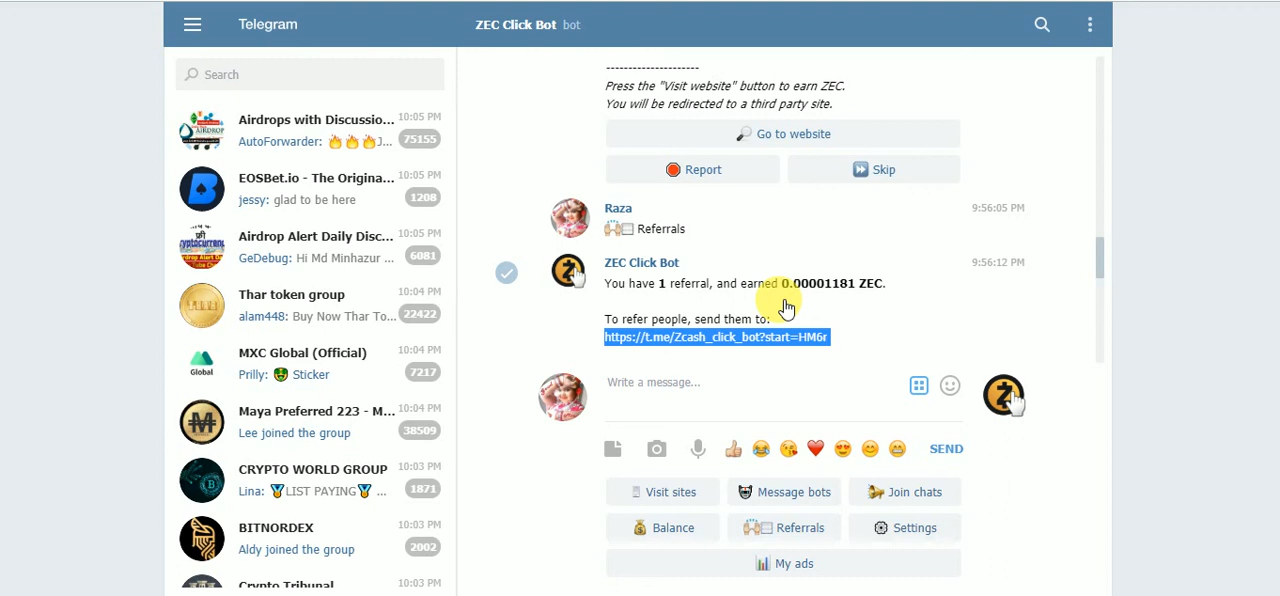 Telegram
ZEC Click Bot bot
Search
Airdrops with Discussio... 10:05 PM
AutoForwarder: 🔥🔥🔥J... 75155
EOSBet.io - The Origina... 10:05 PM
jessy: glad to be here 1208
Airdrop Alert Daily Disc... 10:05 PM
GeDebug: Hi Md Minhazur ... 6081
Thar token group 10:04 PM
alam448: Buy Now Thar To... 22422
MXC Global (Official) 10:04 PM
Prilly: Sticker 7217
Global
Maya Preferred 223 - M... 10:04 PM
Lee joined the group 38509
CRYPTO WORLD GROUP 10:03 PM
Lina: 🏅LIST PAYING🏅 ... 1871
BITNORDEX 10:03 PM
Aldy joined the group 2002
Crypto Tribunal 10:03 PM
---------------------
Press the "Visit website" button to earn ZEC.
You will be redirected to a third party site.
🔎 Go to website
Report
Skip
Raza 9:56:05 PM
Referrals
ZEC Click Bot 9:56:12 PM
You have 1 referral, and earned 0.00001181 ZEC.
To refer people, send them to:
https://t.me/Zcash_click_bot?start=HM6r
Write a message...
SEND
Visit sites
Message bots
Join chats
Balance
Referrals
Settings
My ads